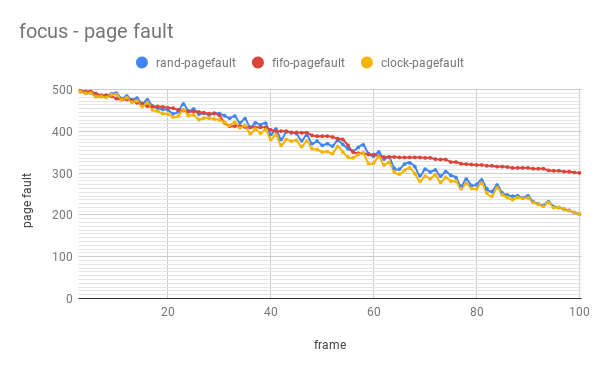 focus - page fault
rand-pagefault fifo-pagefault clock-pagefault
500
400
300
200
100
0
page fault
20 40 60 80 100
frame